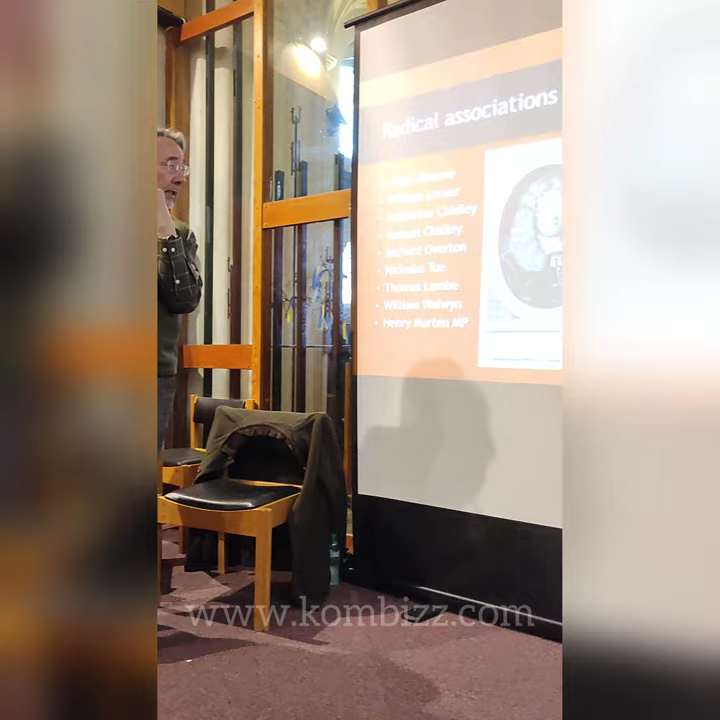 Radical associations
William Larner
Katherine Chidley
Samuel Chidley
Richard Overton
Nicholas Tue
Thomas Lambe
William Walwyn
Henry Marten MP
www.kombizz.com